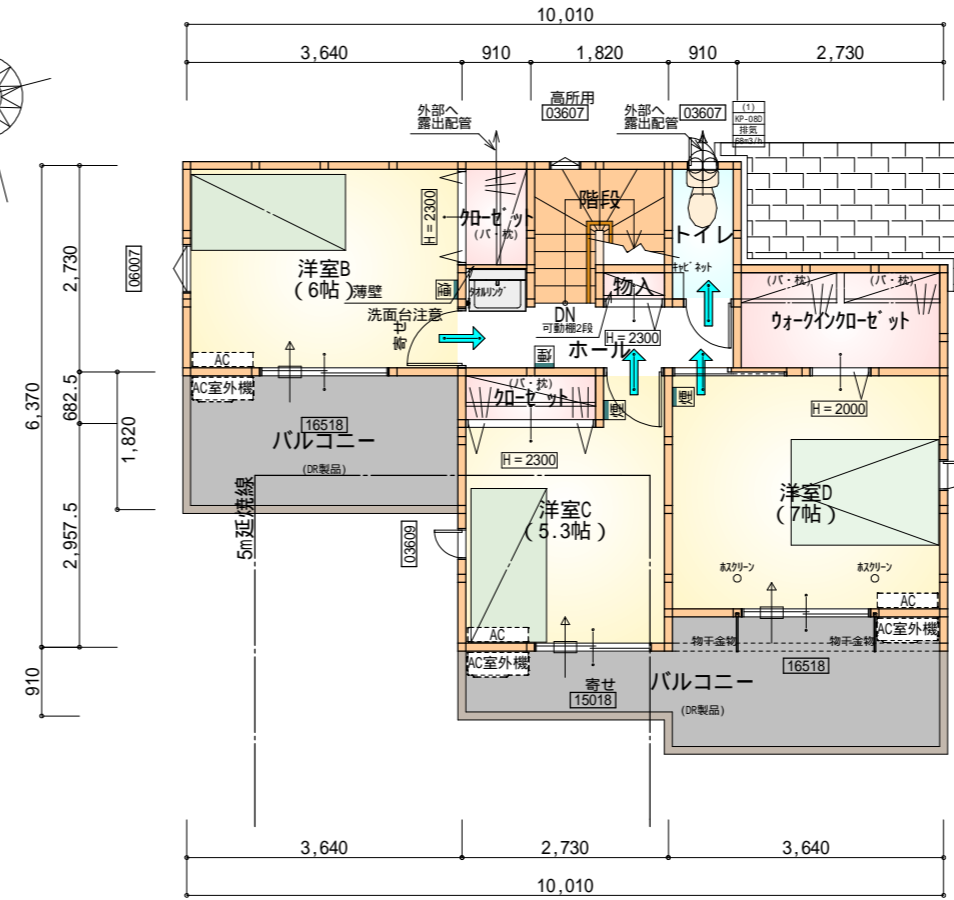 10,010
3,640
910
1,820
910
2,730
高所用
外部へ
露出配管
03607
外部へ
露出配管
03607
(1)
KP-08D
排気
階段
クローゼット
(パ・枕)
H=2300
トイレ
洋室B
(6帖)
薄壁
煙
タオルリング
物入
キャビネット
(パ・枕)
(パ・枕)
ウォークインクローゼット
06007
洗面台注意
寄せ
DN
可動棚2段
H=2300
ホール
煙
AC
AC室外機
16518
バルコニー
(DR製品)
(パ・枕)
クローゼット
煙
煙
H=2300
H=2000
洋室C
(5.3帖)
洋室D
(7帖)
5m延焼線
03609
ホスクリーン
ホスクリーン
AC
AC
AC室外機
AC室外機
物干金物
物干金物
寄せ
15018
バルコニー
(DR製品)
16518
2,730
682.5
6,370
1,820
2,957.5
910
3,640
2,730
3,640
10,010